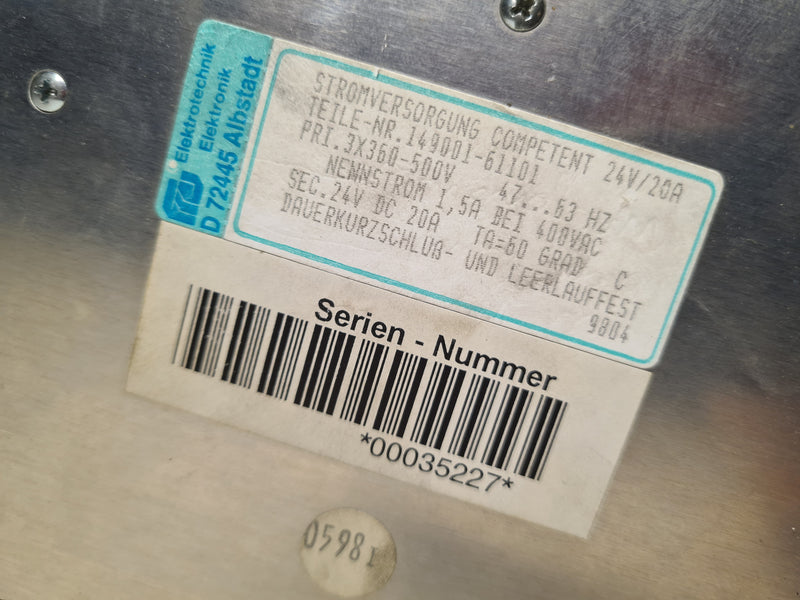 Elektrotechnik
Elektronik
D 72445 Albstadt
STROMVERSORGUNG COMPETENT 24V/20A
TEILE-NR.149001-61101
PRI.3X360-500V 47...63 HZ
NENNSTROM 1,5A BEI 400VAC
SEC.24V DC 20A TA=60 GRAD C
DAUERKURZSCHLUß- UND LEERLAUFFEST
9804
Serien - Nummer
*00035227*
0598